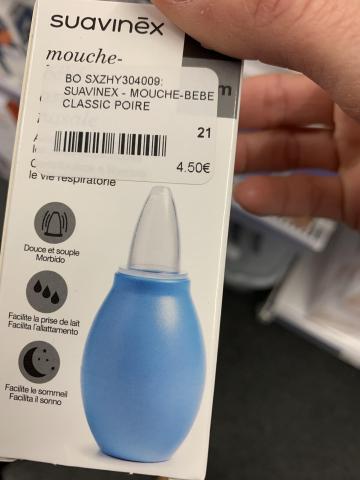 suavinex
mouche-
BO SXZHY304009:
SUAVINEX - MOUCHE-BEBE
CLASSIC POIRE
m
21
4.50€
le vie respiratorie
Douce et souple
Morbido
Facilite la prise de lait
Facilita l'allattamento
Facilite le sommeil
Facilita il sonno